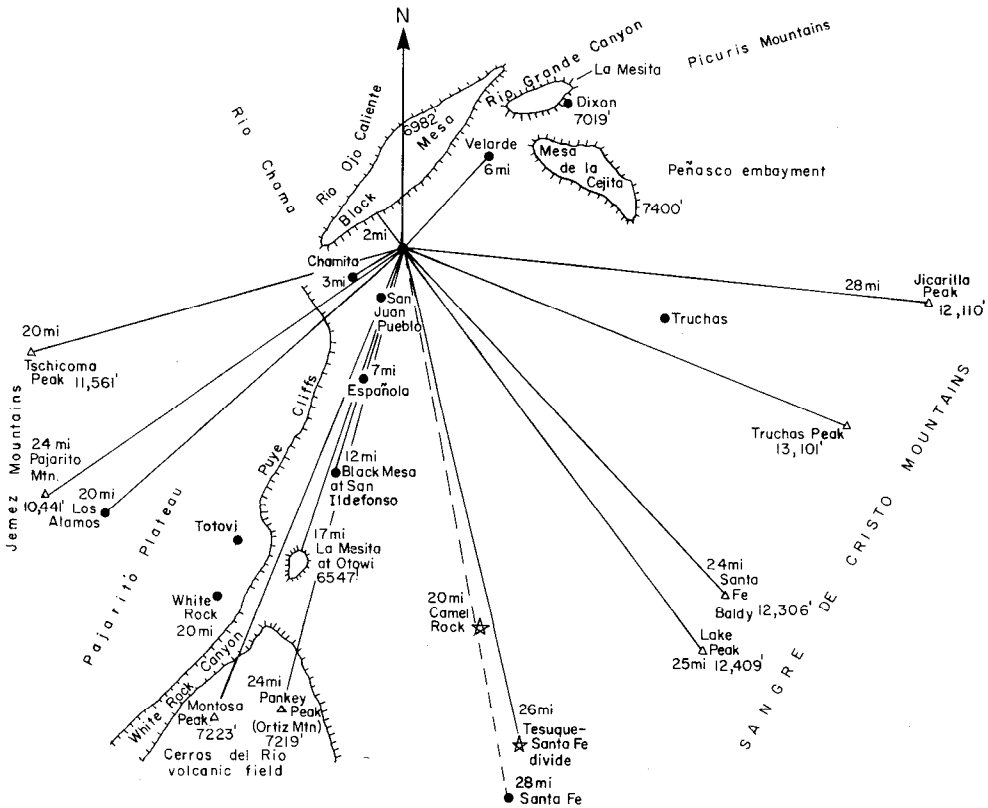 N
Rio Grande Canyon
Picuris Mountains
La Mesita
Dixan
7019'
Rio Ojo Caliente
6982'
Black Mesa
Rio Chama
Velarde
6mi
Mesa
de la
Cejita
7400'
Peñasco embayment
2mi
Chamita
3mi
San
Juan
Pueblo
28mi
Jicarilla
Peak
12,110'
Truchas
20mi
Tschicoma
Peak 11,561'
7mi
Española
Puye Cliffs
Truchas Peak
13,101'
Jemez Mountains
24 mi
Pajarito
Mtn.
10,441'
20mi
Los
Alamos
12mi
Black Mesa
at San
Ildefonso
Pajarito Plateau
Totovi
17mi
La Mesita
at Otowi
6547'
White
Rock
20mi
20mi
Camel
Rock
24mi
Santa
Fe
Baldy 12,306'
Lake
Peak
25mi 12,409'
SANGRE DE CRISTO MOUNTAINS
White Rock Canyon
Montosa
Peak
7223'
24mi
Pankey
Peak
(Ortiz Mtn)
7219'
Cerros del Rio
volcanic field
26mi
Tesuque-
Santa Fe
divide
28mi
Santa Fe